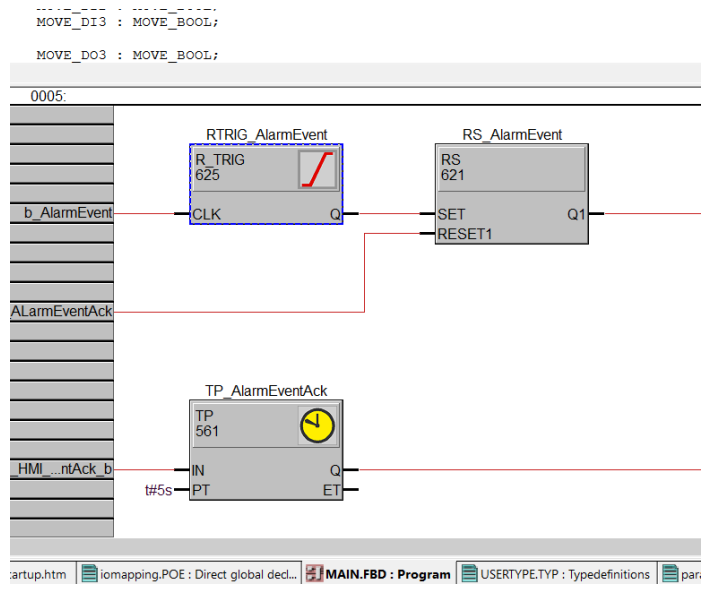 MOVE_DI3 : MOVE_BOOL;
MOVE_DO3 : MOVE_BOOL;
0005:
RTRIG_AlarmEvent
RS_AlarmEvent
R_TRIG
625
RS
621
b_AlarmEvent
CLK
Q
SET
Q1
RESET1
ALarmEventAck
TP_AlarmEventAck
TP
561
_HMI_...ntAck_b
IN
Q
t#5s
PT
ET
tartup.htm
iomapping.POE : Direct global decl...
MAIN.FBD : Program
USERTYPE.TYP : Typedefinitions
para